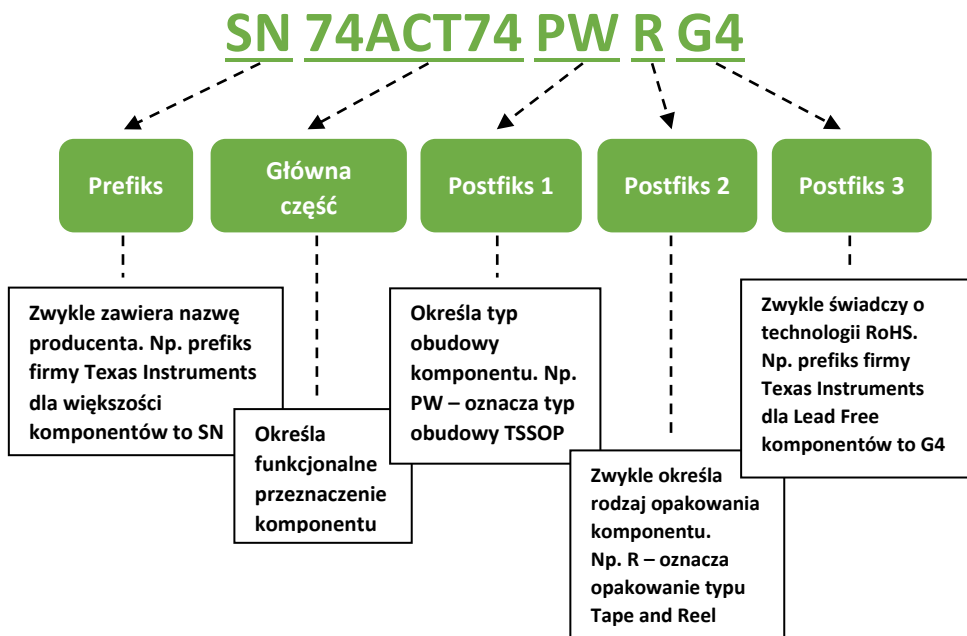 SN 74ACT74 PW R G4
Prefiks
Główna
część
Postfiks 1
Postfiks 2
Postfiks 3
Zwykle zawiera nazwę
producenta. Np. prefiks
firmy Texas Instruments
dla większości
komponentów to SN
Określa
funkcjonalne
przeznaczenie
komponentu
Określa typ
obudowy
komponentu. Np.
PW – oznacza typ
obudowy TSSOP
Zwykle określa
rodzaj opakowania
komponentu.
Np. R – oznacza
opakowanie typu
Tape and Reel
Zwykle świadczy o
technologii RoHS.
Np. prefiks firmy
Texas Instruments
dla Lead Free
komponentów to G4